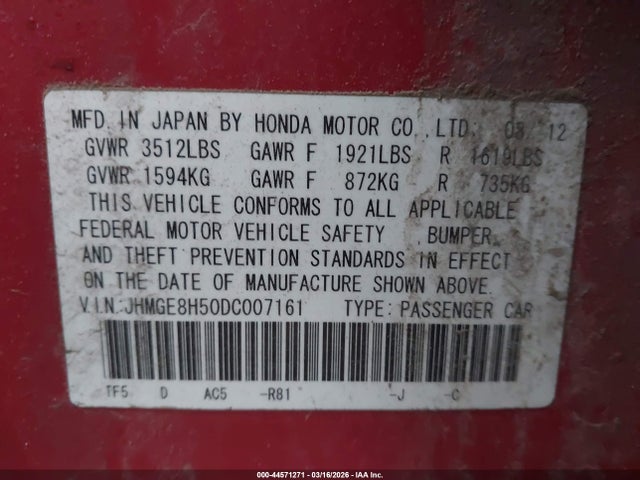 MFD. IN JAPAN BY HONDA MOTOR CO.,LTD. 12
GVWR 3512LBS GAWR F 1921LBS R 1619LBS
GVWR 1594KG GAWR F 872KG R 735KG
THIS VEHICLE CONFORMS TO ALL APPLICABLE
FEDERAL MOTOR VEHICLE SAFETY ,BUMPER,
AND THEFT PREVENTION STANDARDS IN EFFECT
ON THE DATE OF MANUFACTURE SHOWN ABOVE.
V.I.N:JHMGE8H50DC007161 TYPE: PASSENGER CAR
TF5 D AC5 -R81 -J -C
000-44571271 - 03/16/2026 - IAA Inc.